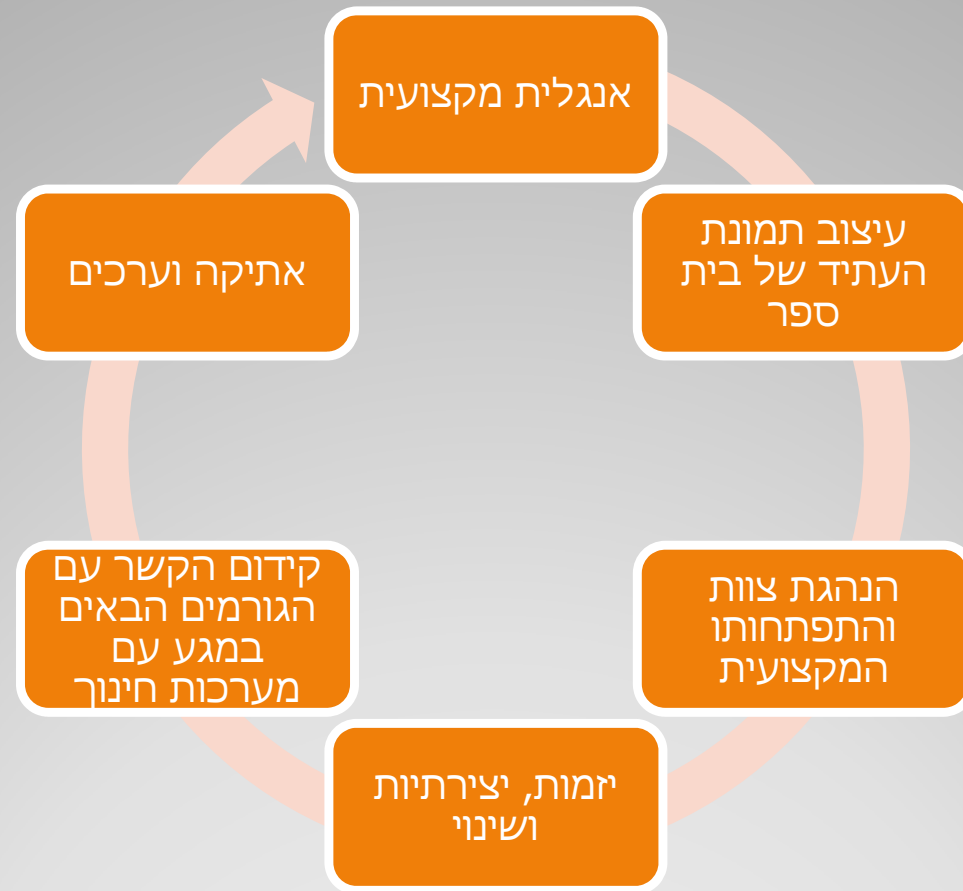 אנגלית מקצועית
עיצוב תמונת
העתיד של בית
ספר
הנהגת צוות
והתפתחותו
המקצועית
יזמות, יצירתיות
ושינוי
קידום הקשר עם
הגורמים הבאים
במגע עם
מערכות חינוך
אתיקה וערכים